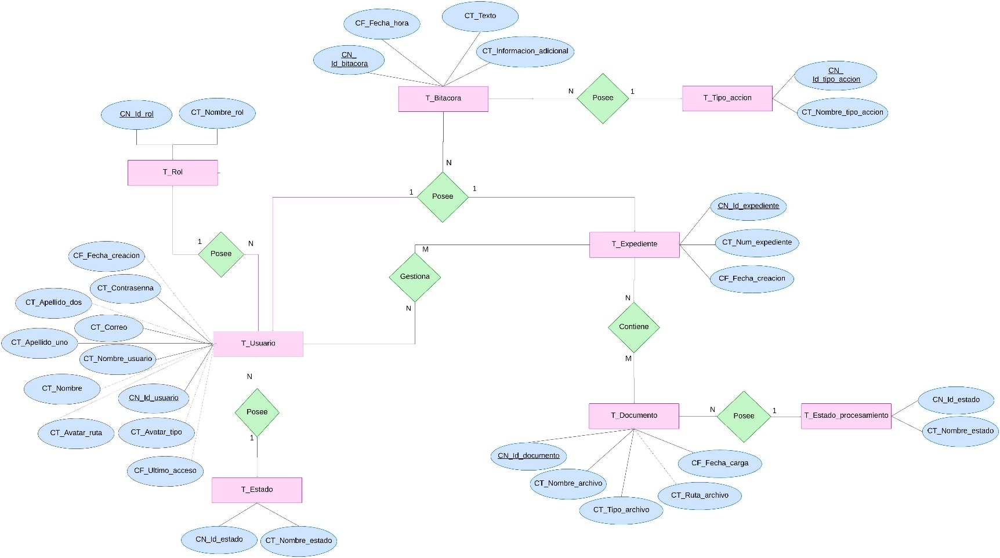 CT_Texto
CF_Fecha_hora
CT_Informacion_adicional
CN_
Id_bitacora
CN_
Id_tipo_accion
T_Bitacora
N
Posee
1
T_Tipo_accion
CT_Nombre_tipo_accion
CN_Id_rol
CT_Nombre_rol
T_Rol
N
1
Posee
1
CN_Id_expediente
CT_Num_expediente
CF_Fecha_creacion
T_Expediente
1
Posee
N
M
Gestiona
N
CF_Fecha_creacion
CT_Contrasenna
CT_Apellido_dos
CT_Correo
CT_Apellido_uno
CT_Nombre_usuario
CT_Nombre
CN_Id_usuario
CT_Avatar_ruta
CT_Avatar_tipo
CF_Ultimo_acceso
T_Usuario
N
Contiene
M
N
Posee
1
T_Estado
CN_Id_estado
CT_Nombre_estado
T_Documento
N
Posee
1
T_Estado_procesamiento
CN_Id_estado
CT_Nombre_estado
CN_Id_documento
CT_Nombre_archivo
CT_Tipo_archivo
CT_Ruta_archivo
CF_Fecha_carga